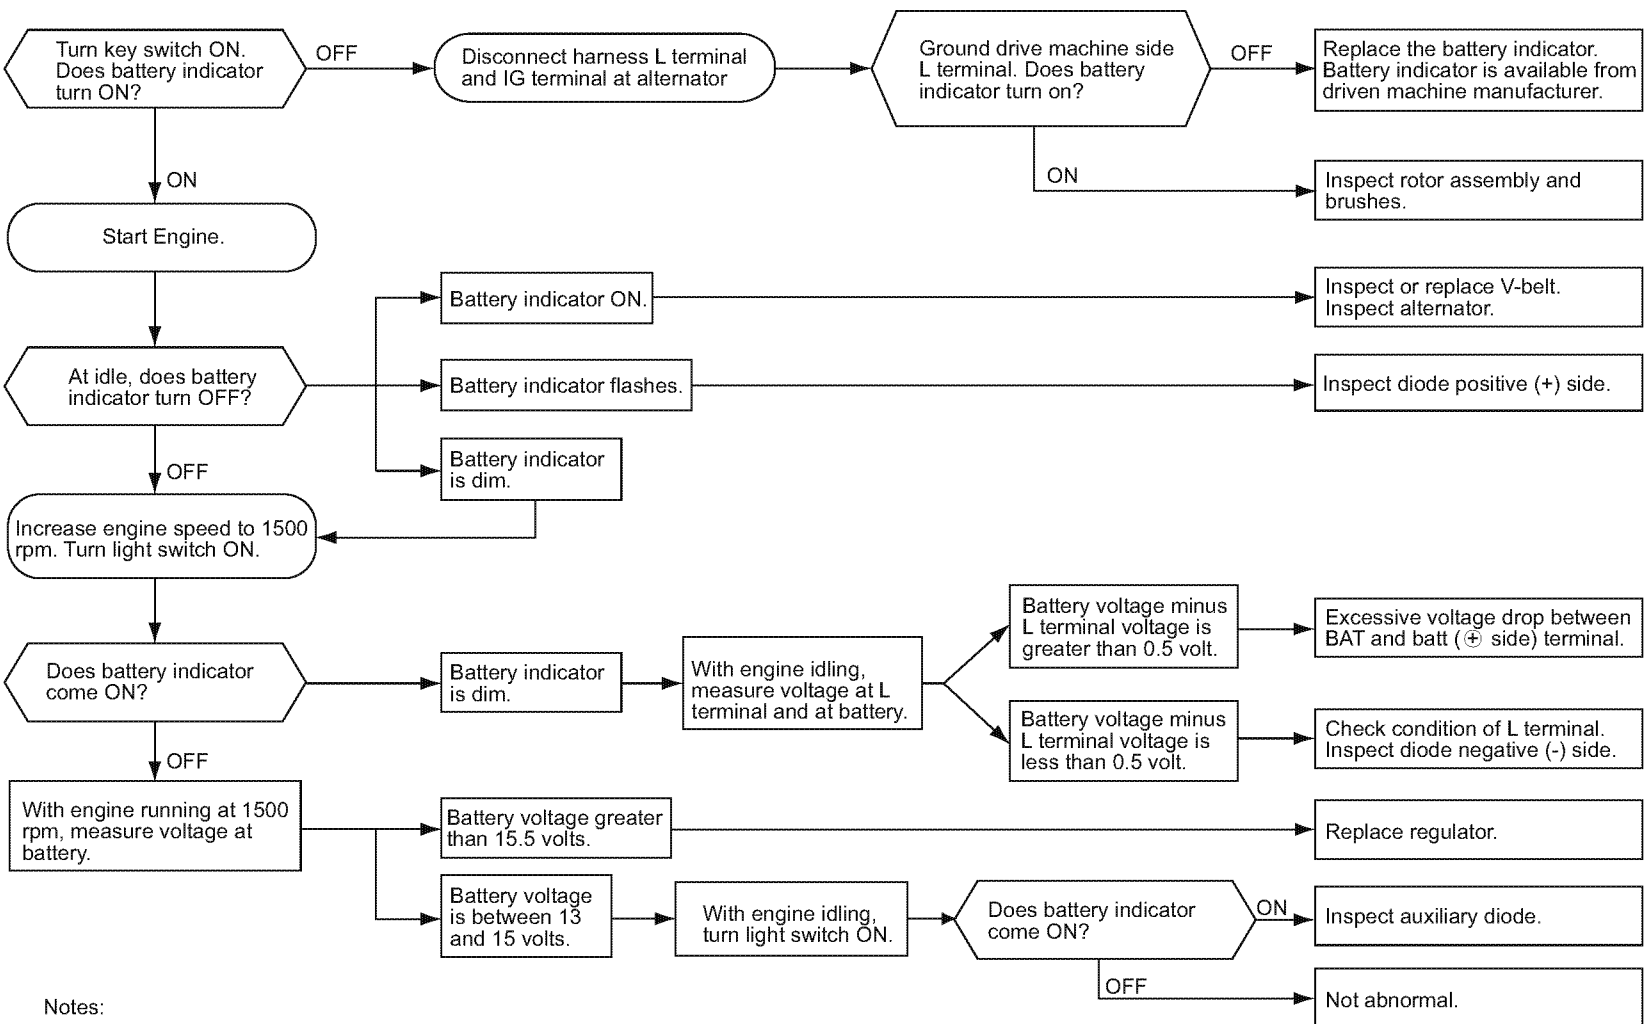 Turn key switch ON.
Does battery indicator
turn ON?
OFF
Disconnect harness L terminal
and IG terminal at alternator
Ground drive machine side
L terminal. Does battery
indicator turn on?
OFF
Replace the battery indicator.
Battery indicator is available from
driven machine manufacturer.
ON
ON
Inspect rotor assembly and
brushes.
Start Engine.
Battery indicator ON.
Inspect or replace V-belt.
Inspect alternator.
At idle, does battery
indicator turn OFF?
Battery indicator flashes.
Inspect diode positive (+) side.
Battery indicator
is dim.
OFF
Increase engine speed to 1500
rpm. Turn light switch ON.
Does battery indicator
come ON?
Battery indicator
is dim.
With engine idling,
measure voltage at L
terminal and at battery.
Battery voltage minus
L terminal voltage is
greater than 0.5 volt.
Excessive voltage drop between
BAT and batt (⊕ side) terminal.
Battery voltage minus
L terminal voltage is
less than 0.5 volt.
Check condition of L terminal.
Inspect diode negative (-) side.
OFF
With engine running at 1500
rpm, measure voltage at
battery.
Battery voltage greater
than 15.5 volts.
Replace regulator.
Battery voltage
is between 13
and 15 volts.
With engine idling,
turn light switch ON.
Does battery indicator
come ON?
ON
Inspect auxiliary diode.
OFF
Not abnormal.
Notes: